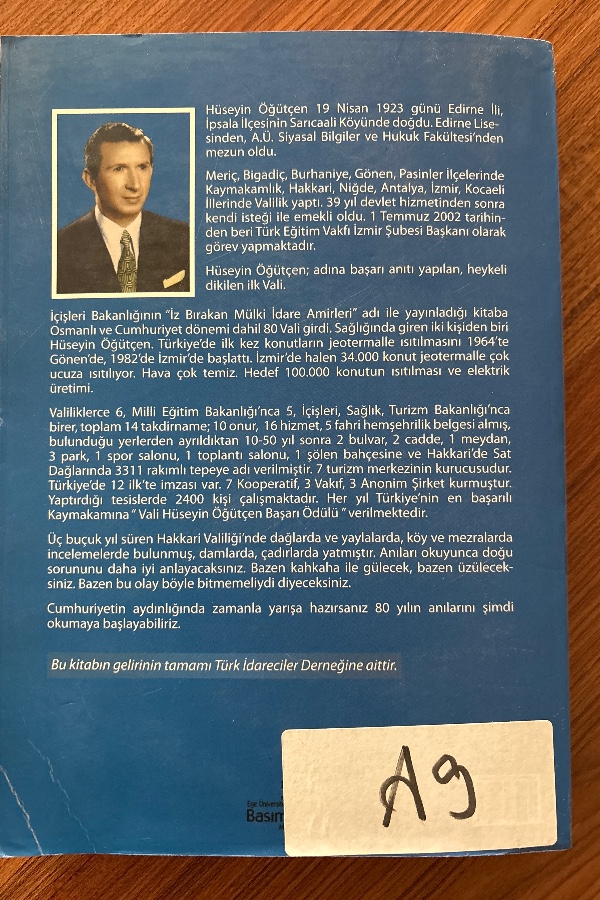 Hüseyin Öğütçen 19 Nisan 1923 günü Edirne İli,
İpsala İlçesinin Sarıcaali Köyünde doğdu. Edirne Lise-
sinden, A.Ü. Siyasal Bilgiler ve Hukuk Fakültesi'nden
mezun oldu.
Meriç, Bigadiç, Burhaniye, Gönen, Pasinler İlçelerinde
Kaymakamlık, Hakkari, Niğde, Antalya, İzmir, Kocaeli
İllerinde Valilik yaptı. 39 yıl devlet hizmetinden sonra
kendi isteği ile emekli oldu. 1 Temmuz 2002 tarihin-
den beri Türk Eğitim Vakfı İzmir Şubesi Başkanı olarak
görev yapmaktadır.
Hüseyin Öğütçen; adına başarı anıtı yapılan, heykeli
dikilen ilk Vali.
İçişleri Bakanlığının "İz Bırakan Mülki İdare Amirleri" adı ile yayınladığı kitaba
Osmanlı ve Cumhuriyet dönemi dahil 80 Vali girdi. Sağlığında giren iki kişiden biri
Hüseyin Öğütçen. Türkiye'de ilk kez konutların jeotermalle ısıtılmasını 1964'te
Gönen'de, 1982'de İzmir'de başlattı. İzmir'de halen 34.000 konut jeotermalle çok
ucuza ısıtılıyor. Hava çok temiz. Hedef 100.000 konutun ısıtılması ve elektrik
üretimi.
Valiliklerce 6, Milli Eğitim Bakanlığı'nca 5, İçişleri, Sağlık, Turizm Bakanlığı'nca
birer, toplam 14 takdirname; 10 onur, 16 hizmet, 5 fahri hemşehrilik belgesi almış,
bulunduğu yerlerden ayrıldıktan 10-50 yıl sonra 2 bulvar, 2 cadde, 1 meydan,
3 park, 1 spor salonu, 1 toplantı salonu, 1 şölen bahçesine ve Hakkari'de Sat
Dağlarında 3311 rakımlı tepeye adı verilmiştir. 7 turizm merkezinin kurucusudur.
Türkiye'de 12 ilk'te imzası var. 7 Kooperatif, 3 Vakıf, 3 Anonim Şirket kurmuştur.
Yaptırdığı tesislerde 2400 kişi çalışmaktadır. Her yıl Türkiye'nin en başarılı
Kaymakamına " Vali Hüseyin Öğütçen Başarı Ödülü " verilmektedir.
Üç buçuk yıl süren Hakkari Valiliği'nde dağlarda ve yaylalarda, köy ve mezralarda
incelemelerde bulunmuş, damlarda, çadırlarda yatmıştır. Anıları okuyunca doğu
sorununu daha iyi anlayacaksınız. Bazen kahkaha ile gülecek, bazen üzülecek-
siniz. Bazen bu olay böyle bitmemeliydi diyeceksiniz.
Cumhuriyetin aydınlığında zamanla yarışa hazırsanız 80 yılın anılarını şimdi
okumaya başlayabiliriz.
Bu kitabın gelirinin tamamı Türk İdareciler Derneğine aittir.
Ege Üniversitesi
Basım
A9